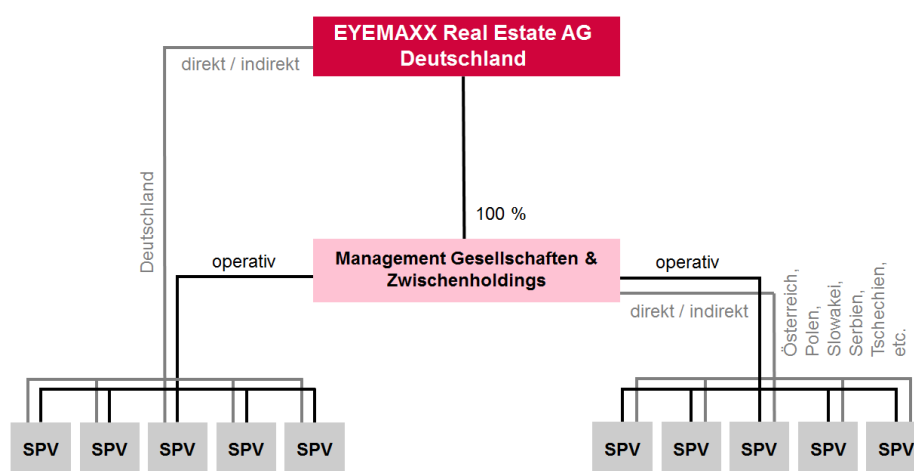 EYEMAXX Real Estate AG
Deutschland
direkt / indirekt
Deutschland
100 %
operativ
Management Gesellschaften &
Zwischenholdings
operativ
direkt / indirekt
Österreich,
Polen,
Slowakei,
Serbien,
Tschechien,
etc.
SPV
SPV
SPV
SPV
SPV
SPV
SPV
SPV
SPV
SPV